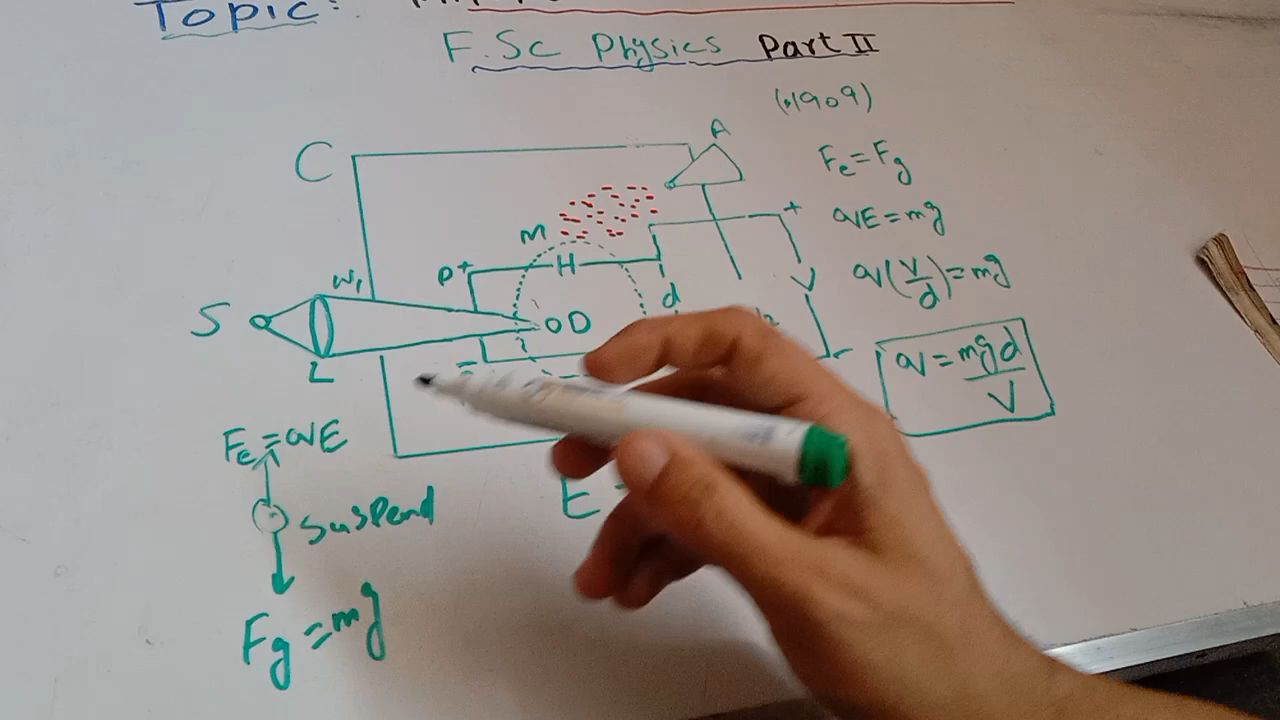 Topic:
F.Sc Physics Part II
(1909)
C
A
Fe = Fg
M
+
qE = mg
P+
H
W1
d
V
q(V/d) = mg
S
D
L
-
-
q = mgd/V
Fe = qE
E
suspend
Fg = mg